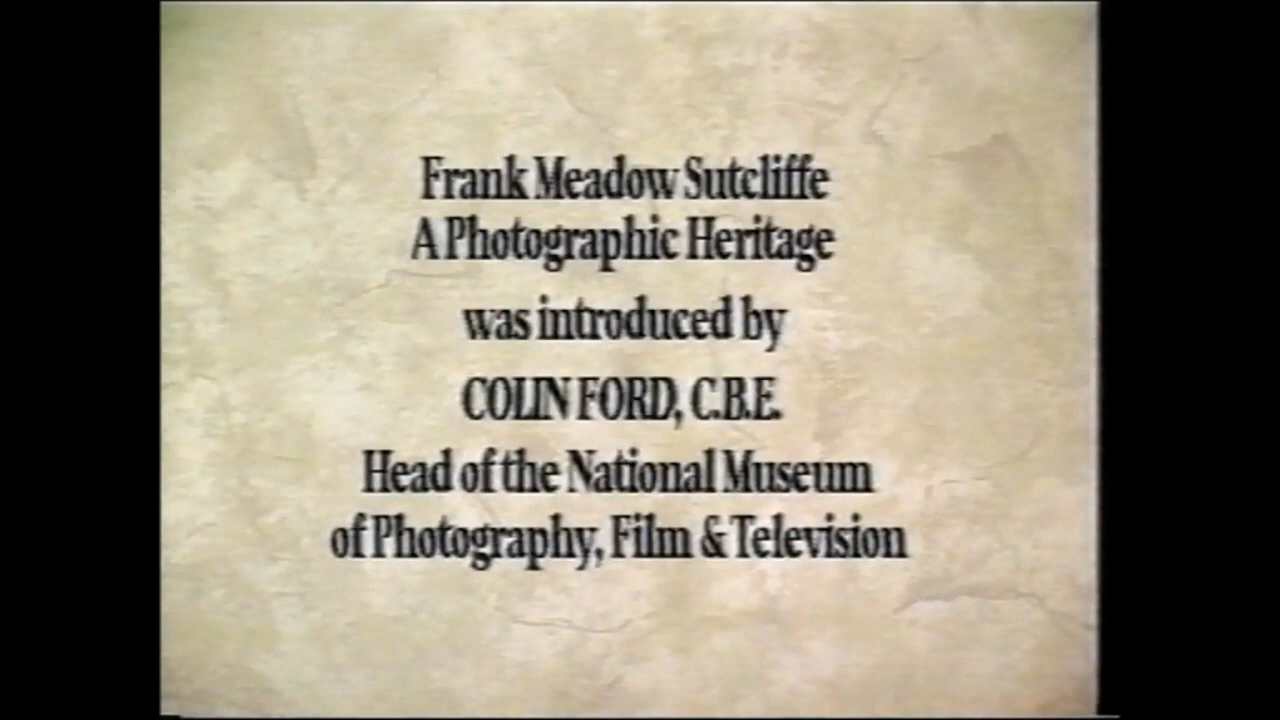 Frank Meadow Sutcliffe
A Photographic Heritage
was introduced by
COLIN FORD, C.B.E.
Head of the National Museum
of Photography, Film & Television